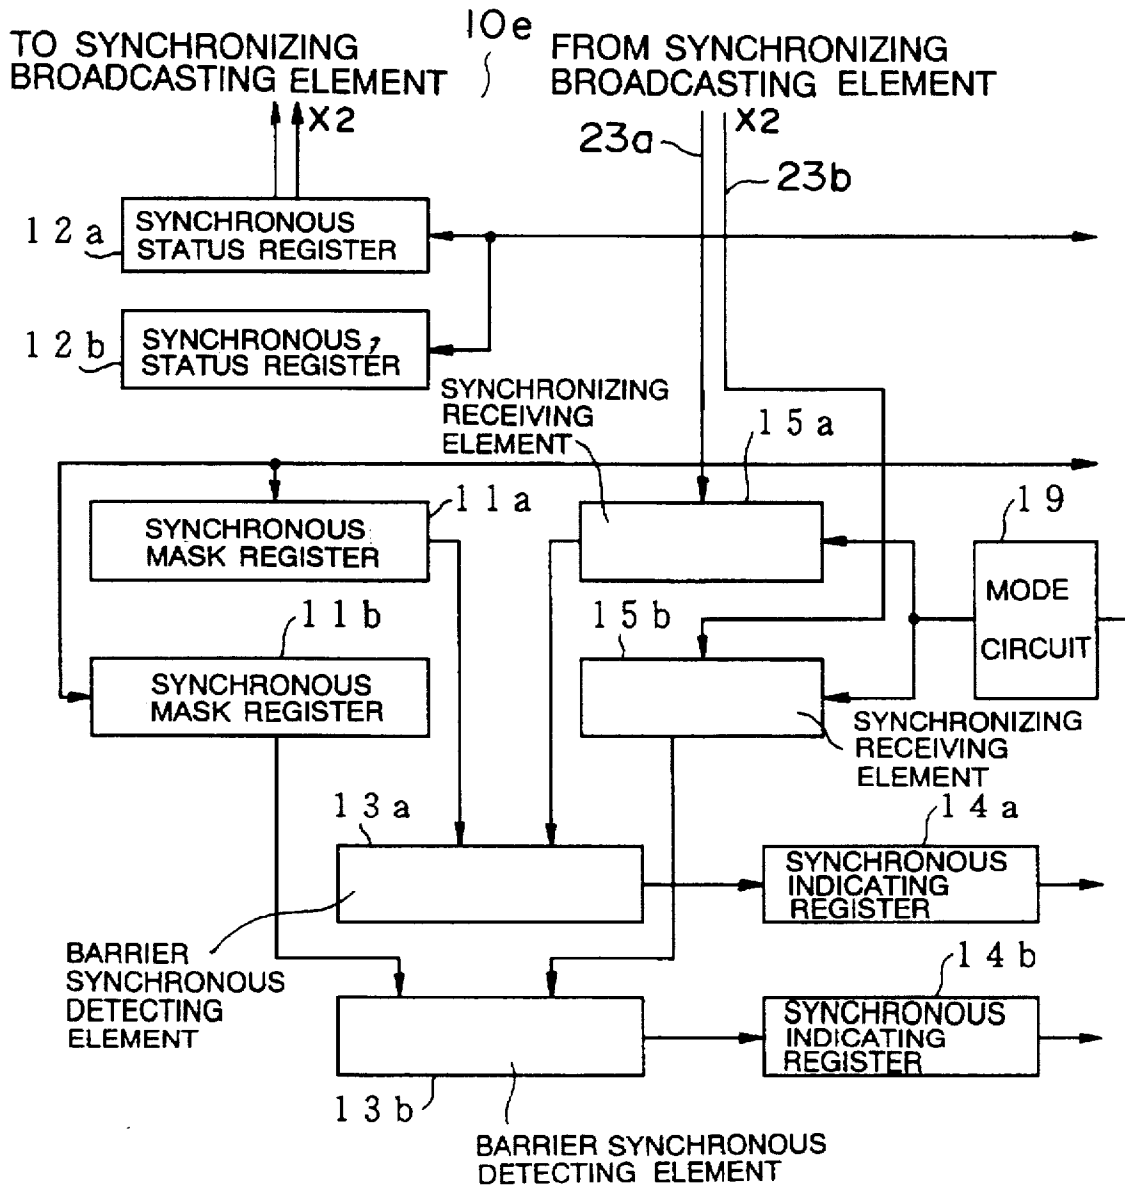 10e
TO SYNCHRONIZING
BROADCASTING ELEMENT
X2
FROM SYNCHRONIZING
BROADCASTING ELEMENT
X2
23a
23b
12a
SYNCHRONOUS
STATUS REGISTER
12b
SYNCHRONOUS
STATUS REGISTER
SYNCHRONIZING
RECEIVING
ELEMENT
15a
11a
SYNCHRONOUS
MASK REGISTER
19
MODE
CIRCUIT
11b
SYNCHRONOUS
MASK REGISTER
15b
SYNCHRONIZING
RECEIVING
ELEMENT
13a
14a
SYNCHRONOUS
INDICATING
REGISTER
BARRIER
SYNCHRONOUS
DETECTING
ELEMENT
14b
SYNCHRONOUS
INDICATING
REGISTER
13b
BARRIER SYNCHRONOUS
DETECTING ELEMENT